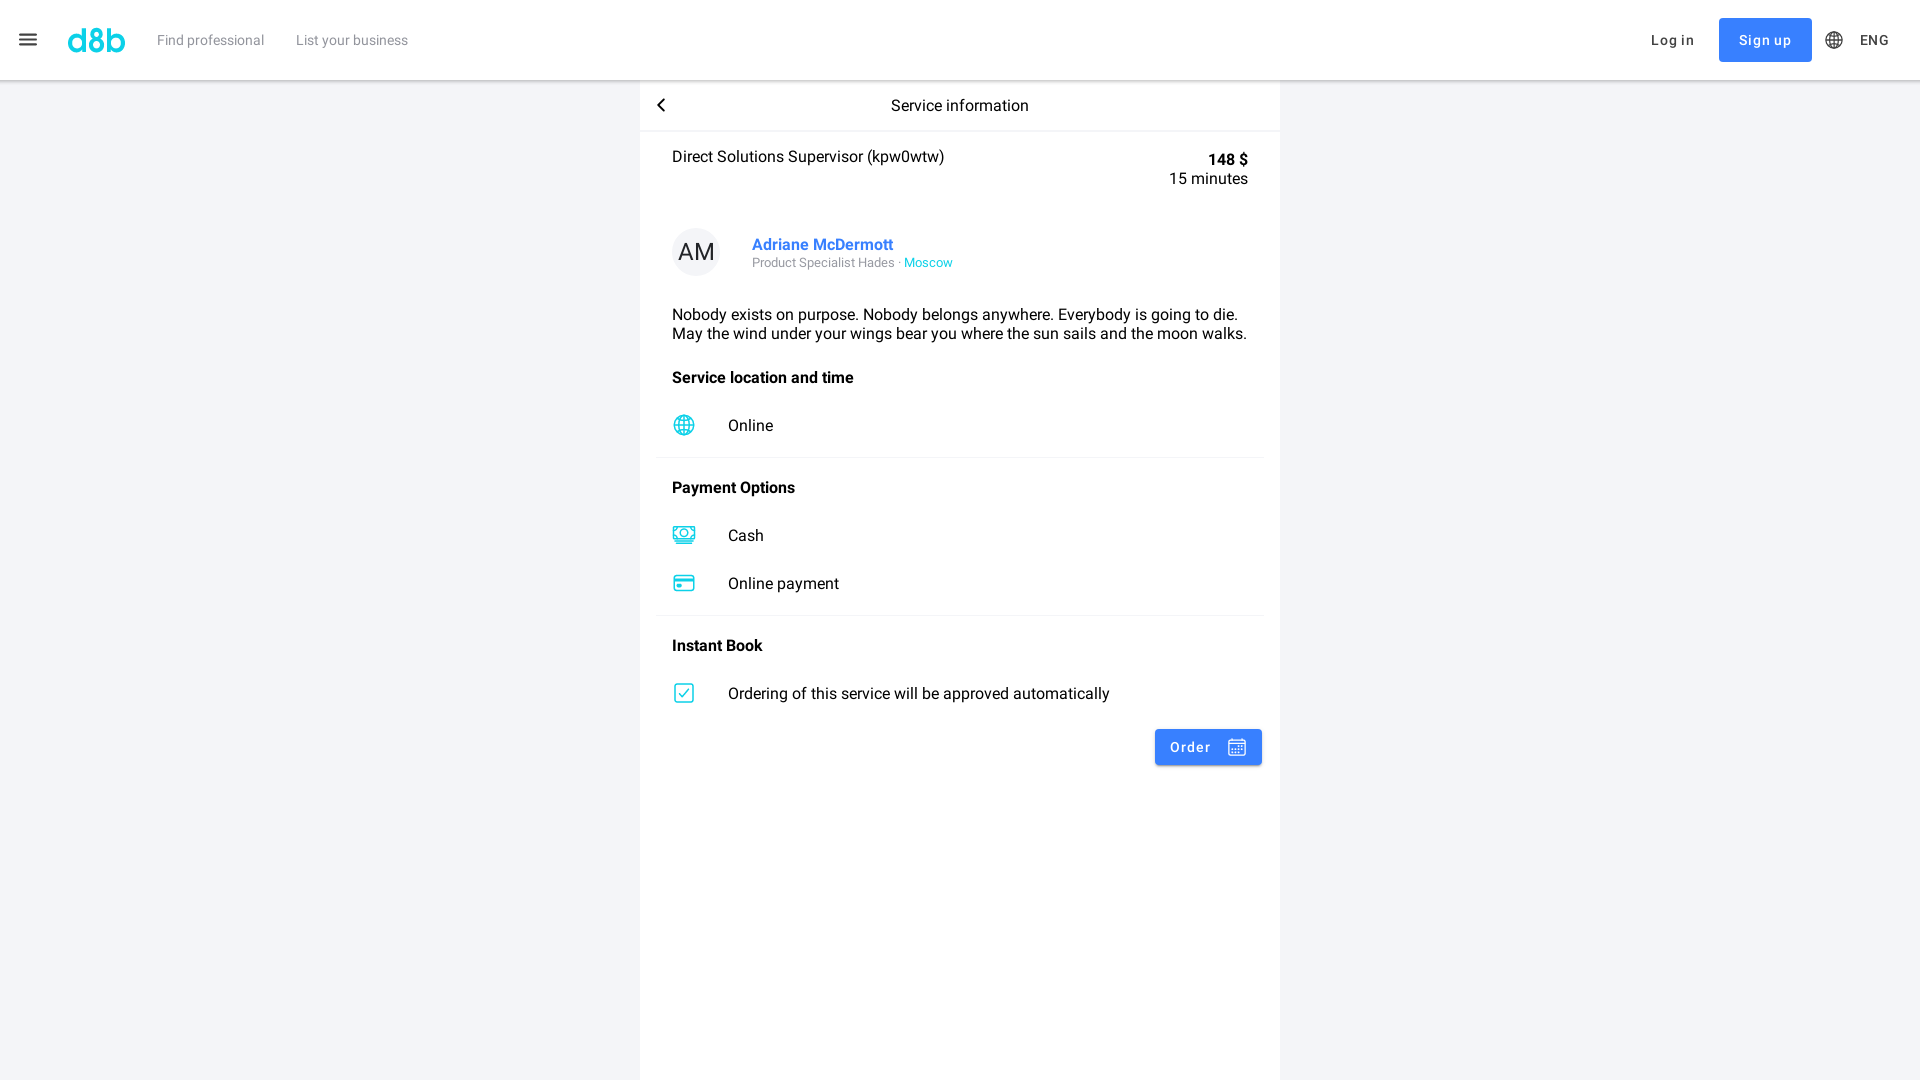 d8b
Find professional
List your business
Log in
Sign up
ENG
Service information
Direct Solutions Supervisor (kpw0wtw)
148 $
15 minutes
AM
Adriane McDermott
Product Specialist Hades · Moscow
Nobody exists on purpose. Nobody belongs anywhere. Everybody is going to die.
May the wind under your wings bear you where the sun sails and the moon walks.
Service location and time
Online
Payment Options
Cash
Online payment
Instant Book
Ordering of this service will be approved automatically
Order